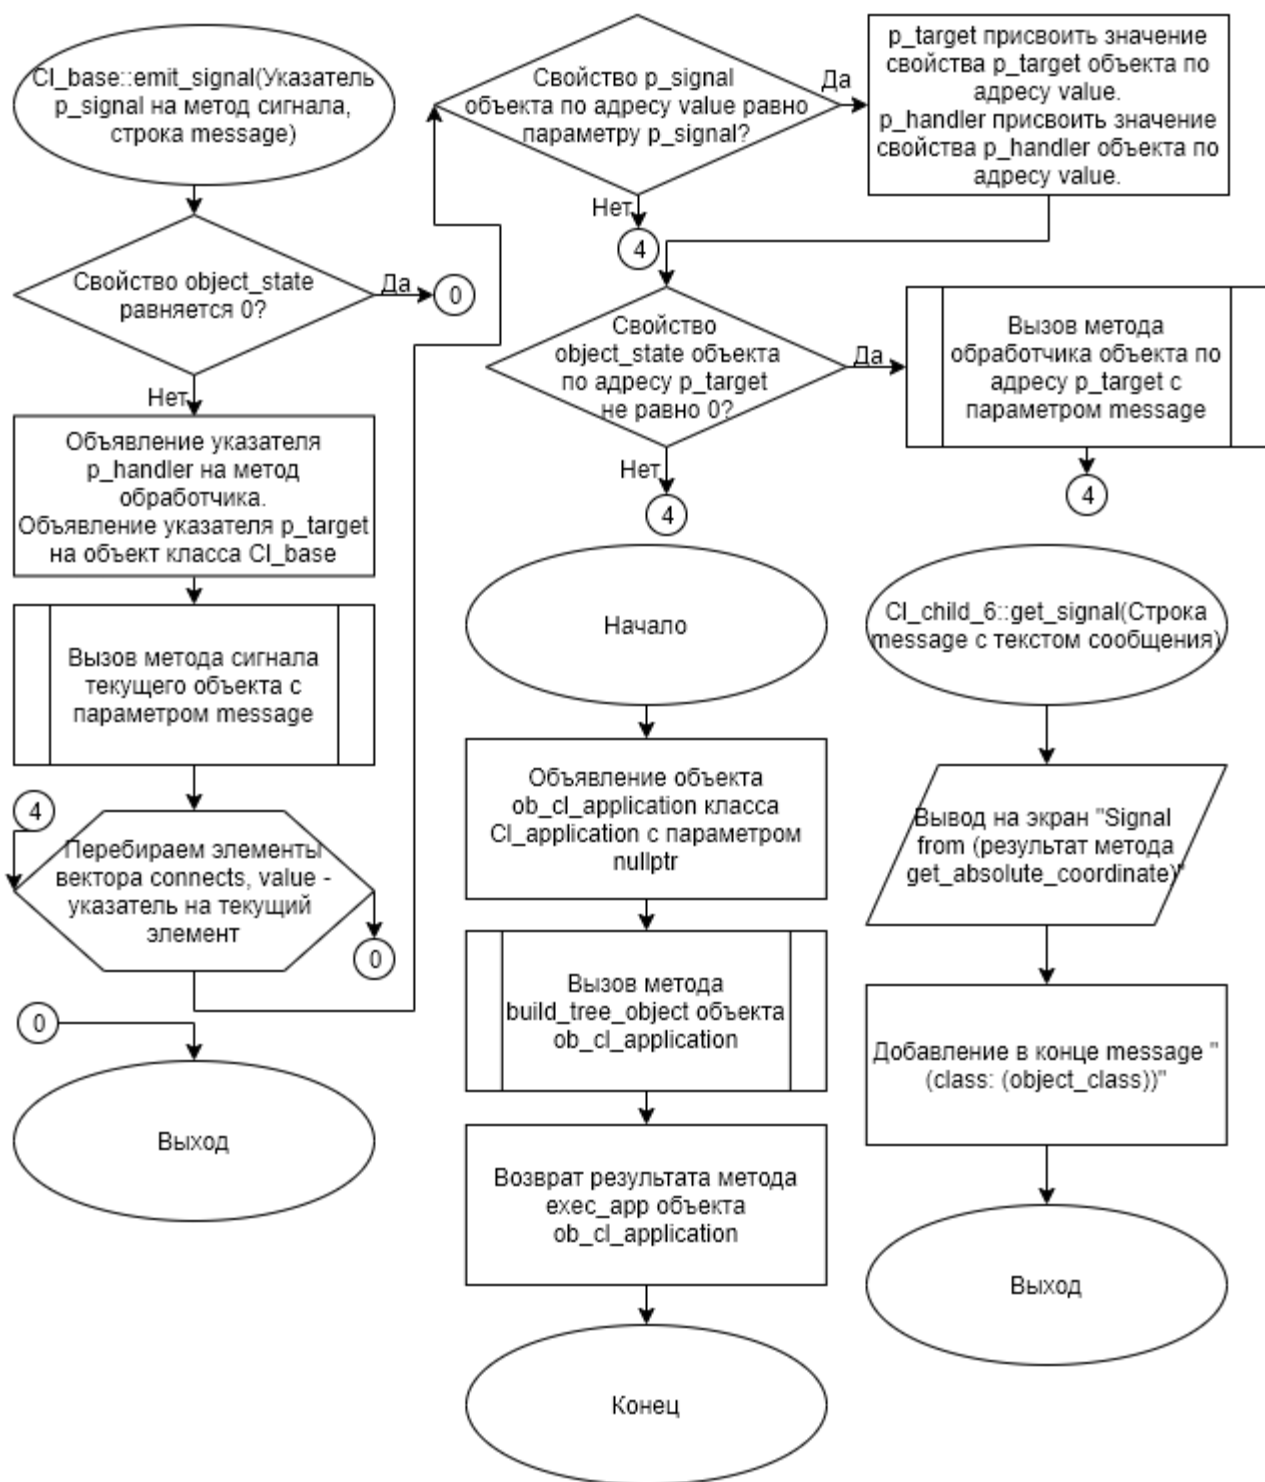 Cl_base::emit_signal(Указатель
p_signal на метод сигнала,
строка message)
Свойство object_state
равняется 0?
Да
0
Нет
Объявление указателя
p_handler на метод
обработчика.
Объявление указателя p_target
на объект класса Cl_base
Вызов метода сигнала
текущего объекта с
параметром message
4
Перебираем элементы
вектора connects, value -
указатель на текущий
элемент
0
0
Выход
Свойство p_signal
объекта по адресу value равно
параметру p_signal?
Да
Нет
4
p_target присвоить значение
свойства p_target объекта по
адресу value.
p_handler присвоить значение
свойства p_handler объекта по
адресу value.
Свойство
object_state объекта
по адресу p_target
не равно 0?
Да
Нет
4
Вызов метода
обработчика объекта по
адресу p_target с
параметром message
4
Начало
Объявление объекта
ob_cl_application класса
Cl_application с параметром
nullptr
Вызов метода
build_tree_object объекта
ob_cl_application
Возврат результата метода
exec_app объекта
ob_cl_application
Конец
Cl_child_6::get_signal(Строка
message с текстом сообщения)
Вывод на экран "Signal
from (результат метода
get_absolute_coordinate)"
Добавление в конце message "
(class: (object_class))"
Выход